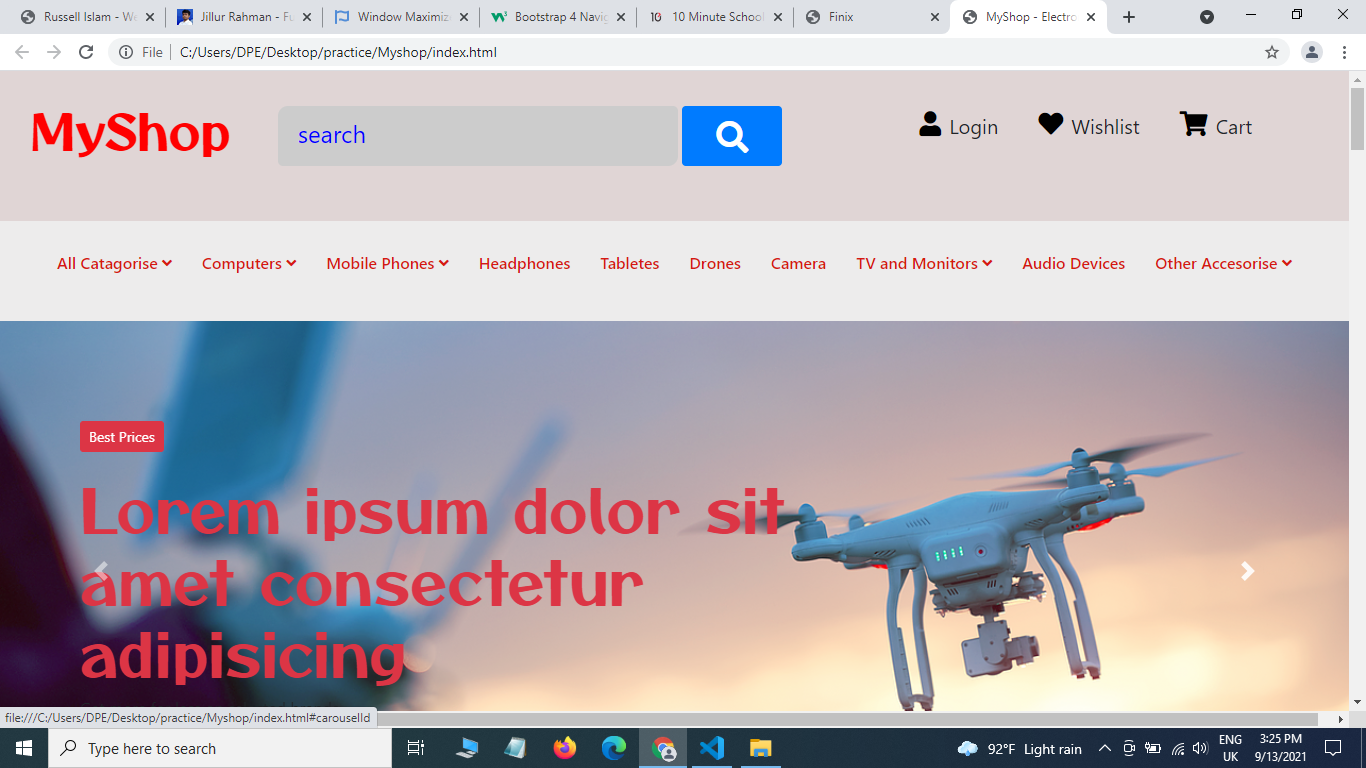 Russell Islam - We
Jillur Rahman - Fu
Window Maximiz
Bootstrap 4 Navig
10 10 Minute School
Finix
MyShop - Electro
File C:/Users/DPE/Desktop/practice/Myshop/index.html
MyShop
search
Login
Wishlist
Cart
All Catagorise
Computers
Mobile Phones
Headphones
Tabletes
Drones
Camera
TV and Monitors
Audio Devices
Other Accesorise
Best Prices
Lorem ipsum dolor sit
amet consectetur
adipisicing
file:///C:/Users/DPE/Desktop/practice/Myshop/index.html#carouselId
Type here to search
92°F Light rain
ENG
UK
3:25 PM
9/13/2021